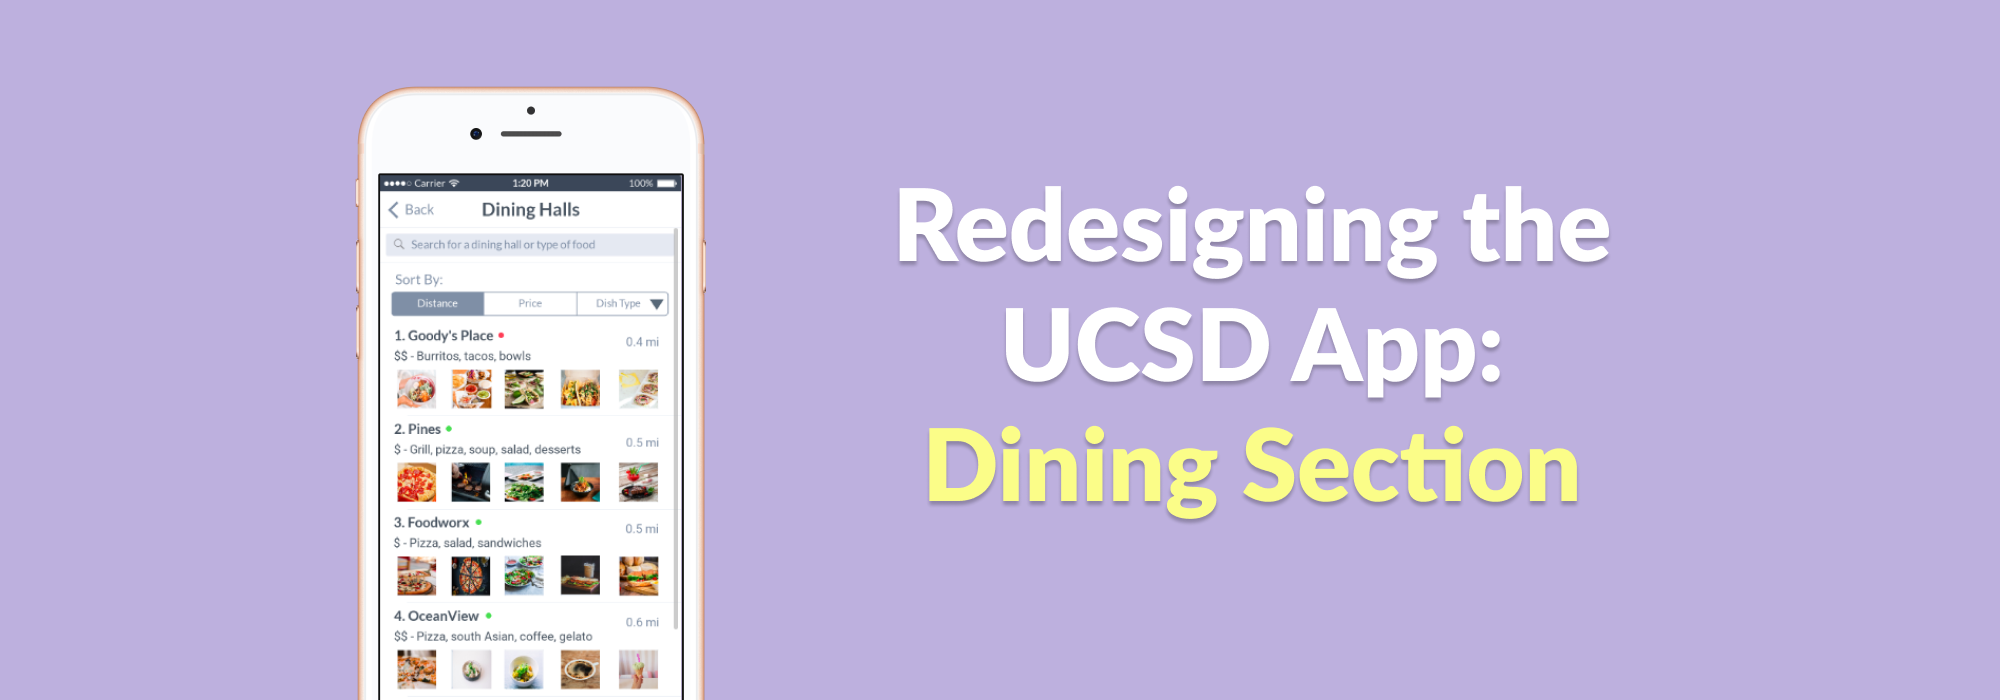 Carrier 1:20 PM 100%
Back Dining Halls
Search for a dining hall or type of food
Sort By:
Distance Price Dish Type
1. Goody's Place 0.4 mi
$$ - Burritos, tacos, bowls
2. Pines 0.5 mi
$ - Grill, pizza, soup, salad, desserts
3. Foodworx 0.5 mi
$ - Pizza, salad, sandwiches
4. OceanView 0.6 mi
$$ - Pizza, south Asian, coffee, gelato
Redesigning the
UCSD App:
Dining Section